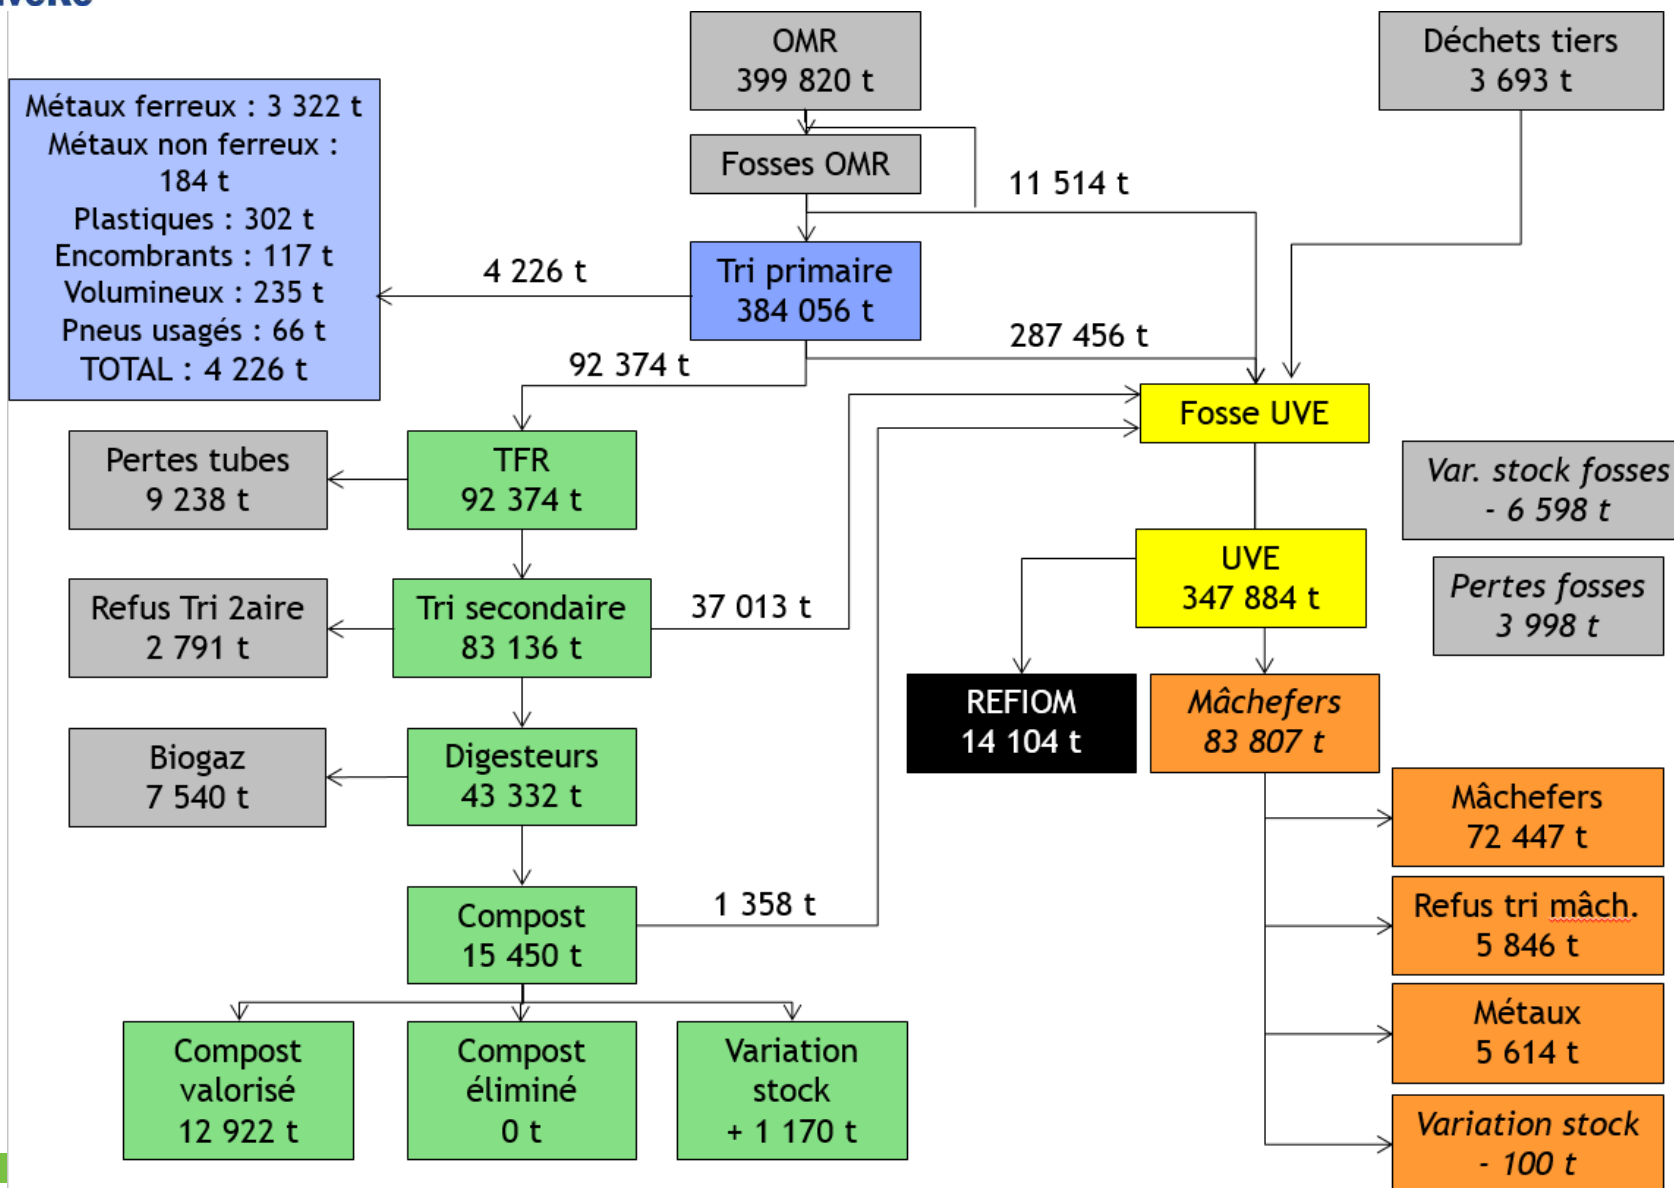 OMR
399 820 t
Déchets tiers
3 693 t
Métaux ferreux : 3 322 t
Métaux non ferreux :
184 t
Plastiques : 302 t
Encombrants : 117 t
Volumineux : 235 t
Pneus usagés : 66 t
TOTAL : 4 226 t
Fosses OMR
11 514 t
4 226 t
Tri primaire
384 056 t
287 456 t
92 374 t
Fosse UVE
Pertes tubes
9 238 t
TFR
92 374 t
Var. stock fosses
- 6 598 t
UVE
347 884 t
Pertes fosses
3 998 t
Refus Tri 2aire
2 791 t
Tri secondaire
83 136 t
37 013 t
REFIOM
14 104 t
Mâchefers
83 807 t
Biogaz
7 540 t
Digesteurs
43 332 t
Mâchefers
72 447 t
Compost
15 450 t
1 358 t
Refus tri mâch.
5 846 t
Métaux
5 614 t
Compost
valorisé
12 922 t
Compost
éliminé
0 t
Variation
stock
+ 1 170 t
Variation stock
- 100 t